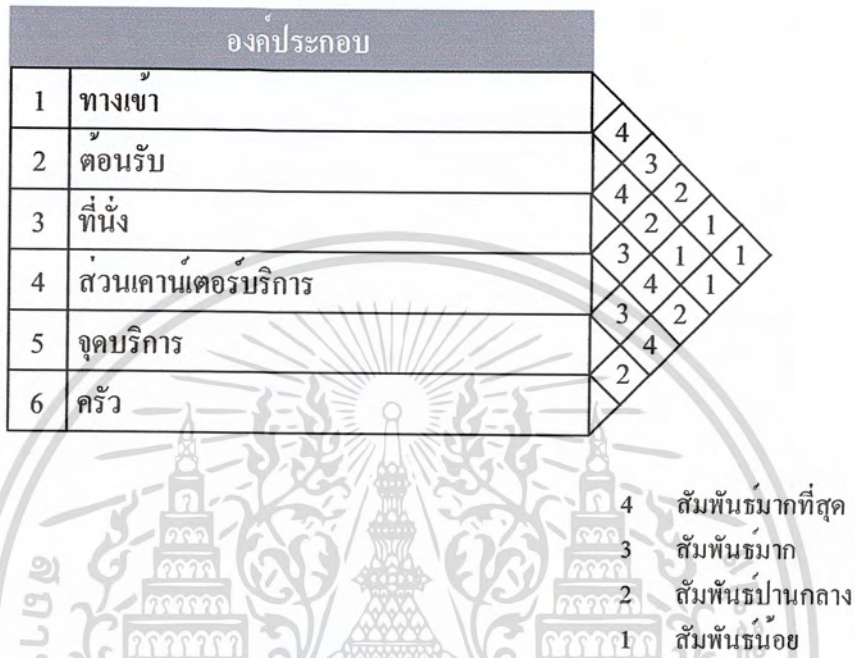 องค์ประกอบ
1 ทางเข้า
2 ต้อนรับ
3 ที่นั่ง
4 ส่วนเคาน์เตอร์บริการ
5 จุดบริการ
6 ครัว
4
3
4 2
2 1
3 1 1
4 1
3 2
4
2
4 สัมพันธ์มากที่สุด
3 สัมพันธ์มาก
2 สัมพันธ์ปานกลาง
1 สัมพันธ์น้อย